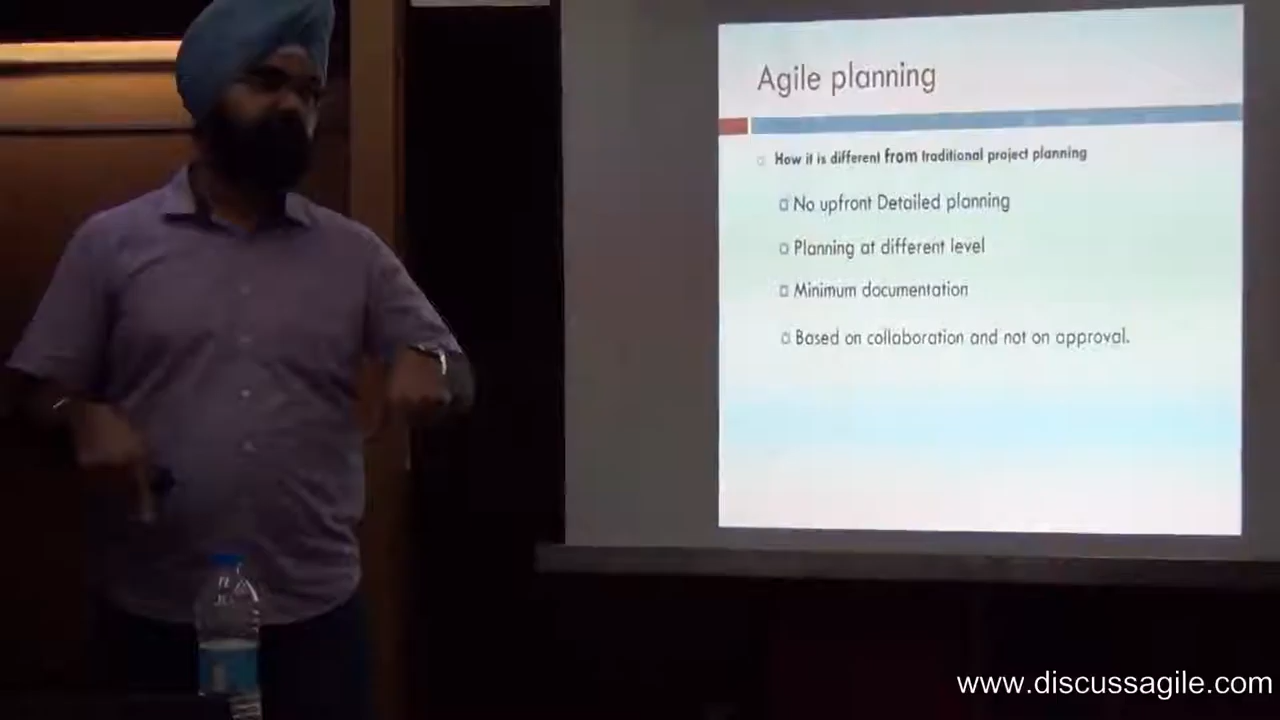 Agile planning
How it is different from traditional project planning
No upfront Detailed planning
Planning at different level
Minimum documentation
Based on collaboration and not on approval.
www.discussagile.com